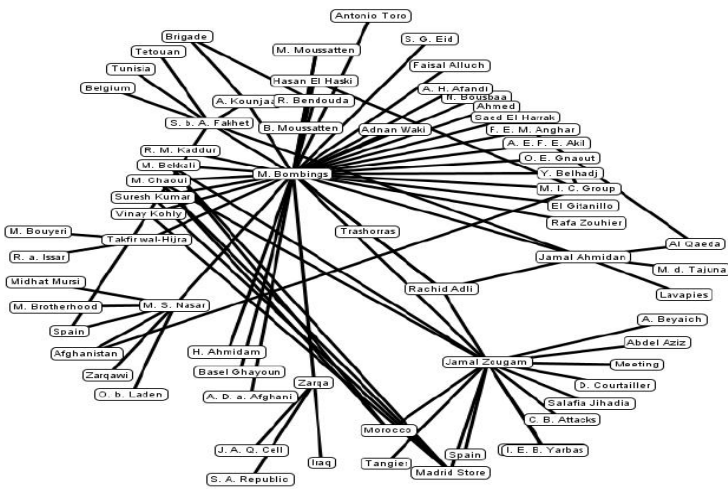 Antonio Toro
Brigade
S. G. Eid
Tetouan
M. Moussatten
Tunisia
Faisal Alluch
Belgium
Hasan El Haski
A. H. Afandi
A. Kounjaa
R. Bendouda
N. Bousbaa
Ahmed
S. b. A. Fakhet
B. Moussatten
Adnan Waki
Saed El Harrak
F. E. M. Anghar
R. M. Kaddur
A. E. F. E. Akil
M. Bekkali
O. E. Gnaout
M. Chaoui
M. Bombings
Y. Belhadj
Suresh Kumar
M. I. C. Group
Vinay Kohly
El Gitanillo
Rafa Zouhier
M. Bouyeri
Takfir wal-Hijra
Trashorras
Al Qaeda
R. a. Issar
Jamal Ahmidan
M. d. Tajuna
Midhat Mursi
Rachid Adli
Lavapies
M. Brotherhood
M. S. Nasar
A. Beyaich
Spain
Abdel Aziz
Afghanistan
H. Ahmidam
Jamal Zougam
Meeting
Zarqawi
Basel Ghayoun
Zarqa
D. Courtailler
O. b. Laden
A. D. a. Afghani
Salafia Jihadia
C. B. Attacks
Morocco
J. A. Q. Cell
Spain
I. E. B. Yarbas
Iraq
Tangier
Madrid Store
S. A. Republic